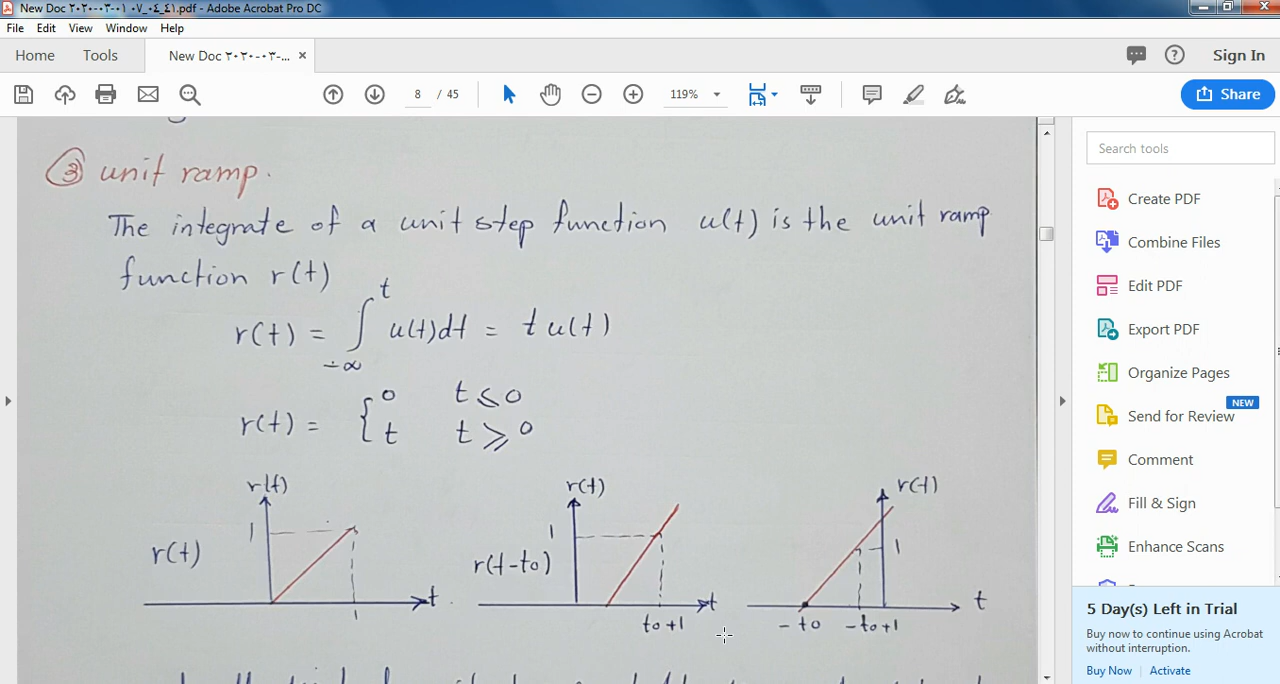 New Doc ٢٠٢٠-٠٣-٠١ ٠٧_٠٤_٤١.pdf - Adobe Acrobat Pro DC
File Edit View Window Help
Home Tools New Doc ٢٠٢٠-٠٣-... × Sign In
8 / 45 119% Share
③ unit ramp.
The integrate of a unit step function u(t) is the unit ramp
function r(t)
r(t) = ∫_{-∞}^{t} u(t)dt = t u(t)
r(t) = { 0 t ≤ 0
t t ≥ 0
r(t) r(t) 1 t 1
r(t-to) r(t) 1 t to+1
r(t) 1 t -to -to+1
Search tools
Create PDF
Combine Files
Edit PDF
Export PDF
Organize Pages
NEW
Send for Review
Comment
Fill & Sign
Enhance Scans
5 Day(s) Left in Trial
Buy now to continue using Acrobat
without interruption.
Buy Now Activate